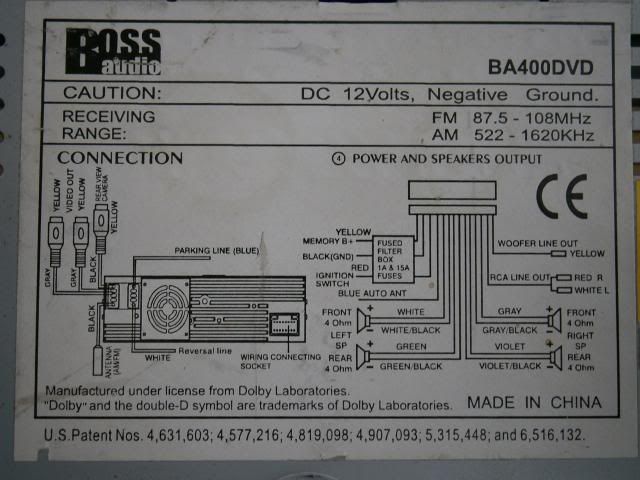 BOSS
audio
BA400DVD
CAUTION: DC 12Volts, Negative Ground.
RECEIVING RANGE: FM 87.5 - 108MHz
AM 522 - 1620KHz
CONNECTION
YELLOW
VIDEO OUT
YELLOW
REAR VIEW
CAMERA
YELLOW
GRAY
GRAY
BLACK
BLACK
PARKING LINE (BLUE)
ANTENNA
(AM/FM)
WHITE
Reversal line
WIRING CONNECTING
SOCKET
4 POWER AND SPEAKERS OUTPUT
YELLOW
MEMORY B+
BLACK(GND)
RED
IGNITION
SWITCH
FUSED
FILTER
BOX
1A & 15A
FUSES
BLUE AUTO ANT
WOOFER LINE OUT
YELLOW
RCA LINE OUT
RED R
WHITE L
FRONT
4 Ohm
LEFT
SP
REAR
4 Ohm
+
-
+
-
WHITE
WHITE/BLACK
GREEN
GREEN/BLACK
GRAY
GRAY/BLACK
VIOLET
VIOLET/BLACK
+
-
+
-
FRONT
4 Ohm
RIGHT
SP
REAR
4 Ohm
CE
Manufactured under license from Dolby Laboratories.
"Dolby" and the double-D symbol are trademarks of Dolby Laboratories.
MADE IN CHINA
U.S.Patent Nos. 4,631,603; 4,577,216; 4,819,098; 4,907,093; 5,315,448; and 6,516,132.